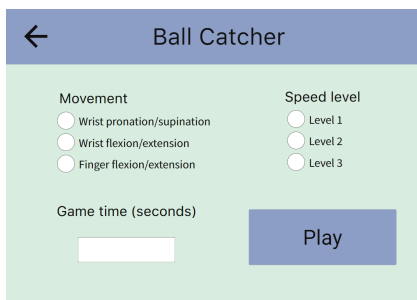 Ball Catcher
Movement
Wrist pronation/supination
Wrist flexion/extension
Finger flexion/extension
Speed level
Level 1
Level 2
Level 3
Game time (seconds)
Play